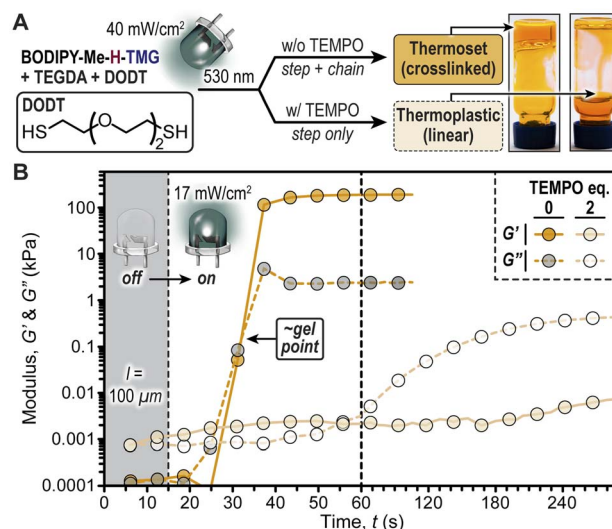 A
40 mW/cm²
BODIPY-Me-H-TMG
+ TEGDA + DODT
530 nm
w/o TEMPO
step + chain
w/ TEMPO
step only
Thermoset
(crosslinked)
Thermoplastic
(linear)
DODT
HS
O
2
SH
B
17 mW/cm²
off
on
l =
100 µm
~gel
point
TEMPO eq.
0 2
G'
G"
Modulus, G' & G" (kPa)
100
10
1
0.1
0.01
0.001
0.0001
0 10 20 30 40 50 60 120 180 240
Time, t (s)